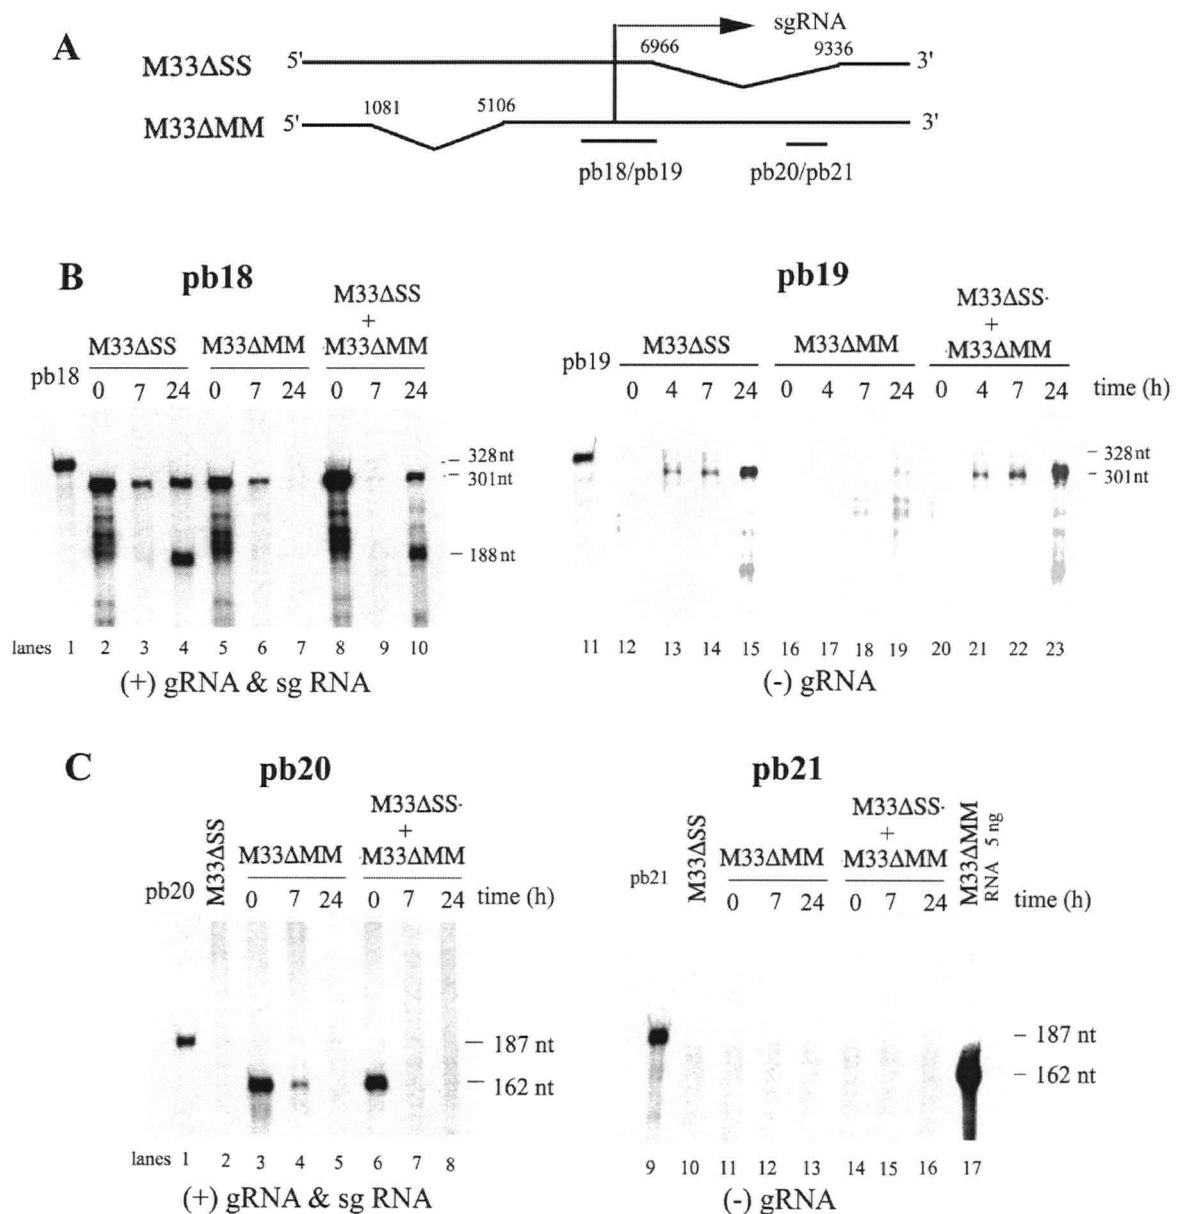 A
sgRNA
M33ΔSS 5' 6966 9336 3'
M33ΔMM 5' 1081 5106 3'
pb18/pb19 pb20/pb21
B
pb18
M33ΔSS
+
M33ΔSS M33ΔMM M33ΔMM
pb18
0 7 24 0 7 24 0 7 24
328nt
301nt
188nt
lanes 1 2 3 4 5 6 7 8 9 10
(+) gRNA & sg RNA
pb19
M33ΔSS
+
M33ΔSS M33ΔMM M33ΔMM
pb19
0 4 7 24 0 4 7 24 0 4 7 24 time (h)
328nt
301nt
11 12 13 14 15 16 17 18 19 20 21 22 23
(-) gRNA
C
pb20
M33ΔSS
+
M33ΔSS M33ΔMM M33ΔMM
pb20
0 7 24 0 7 24 time (h)
187 nt
162 nt
lanes 1 2 3 4 5 6 7 8
(+) gRNA & sg RNA
pb21
M33ΔSS
+
M33ΔSS M33ΔMM M33ΔMM M33ΔMM
RNA 5 ng
pb21
0 7 24 0 7 24 time (h)
187 nt
162 nt
9 10 11 12 13 14 15 16 17
(-) gRNA